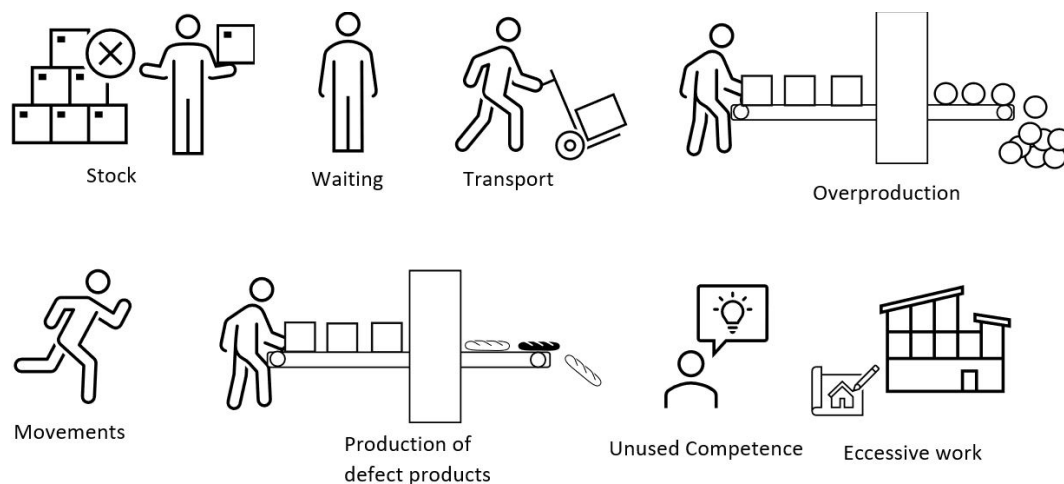 Stock
Waiting
Transport
Overproduction
Movements
Production of
defect products
Unused Competence
Eccessive work